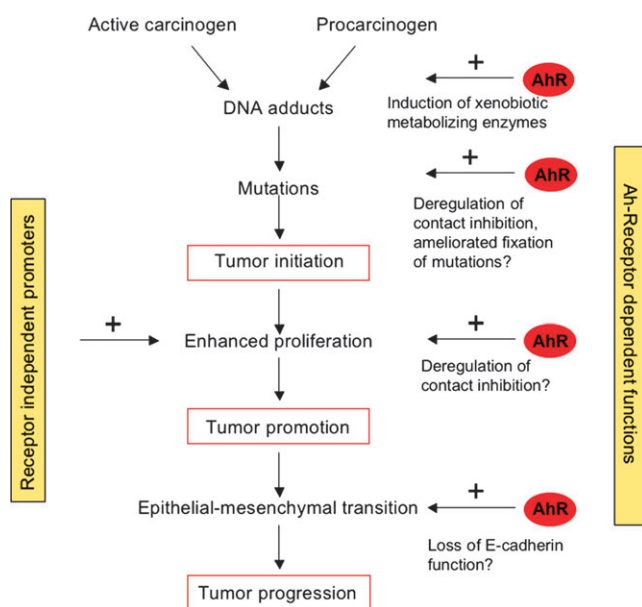 Active carcinogen
Procarcinogen
+
AhR
DNA adducts
Induction of xenobiotic
metabolizing enzymes
+
AhR
Mutations
Deregulation of
contact inhibition,
ameliorated fixation
of mutations?
Tumor initiation
Receptor independent promoters
Ah-Receptor dependent functions
+
Enhanced proliferation
+
AhR
Deregulation of
contact inhibition?
Tumor promotion
Epithelial-mesenchymal transition
+
AhR
Loss of E-cadherin
function?
Tumor progression